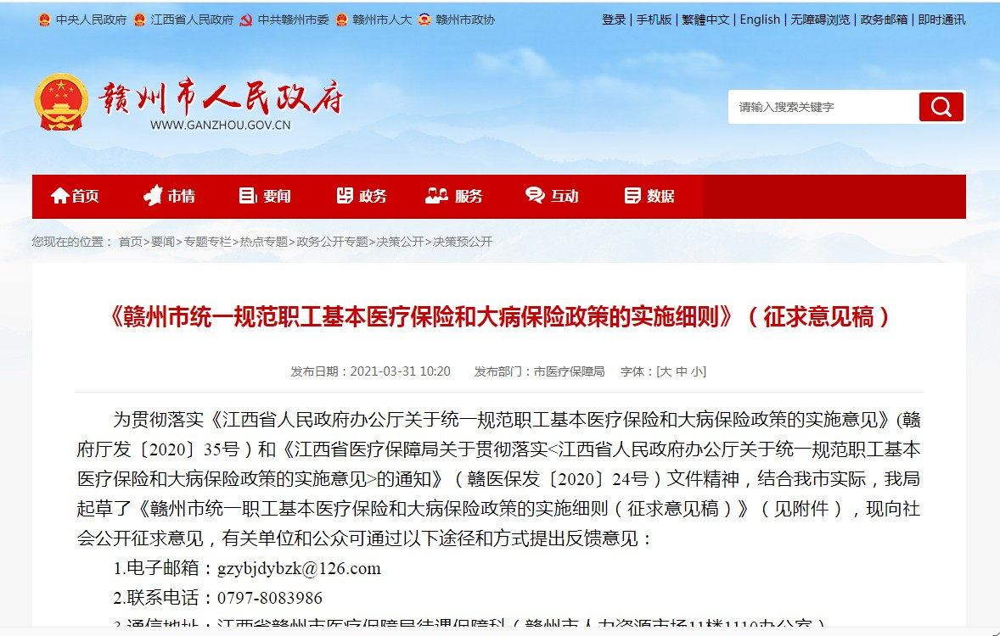 中央人民政府 江西省人民政府 中共赣州市委 赣州市人大 赣州市政协 登录 | 手机版 | 繁體中文 | English | 无障碍浏览 | 政务邮箱 | 即时通讯
赣州市人民政府
WWW.GANZHOU.GOV.CN
请输入搜索关键字
首页 市情 要闻 政务 服务 互动 数据
您现在的位置： 首页>要闻>专题专栏>热点专题>政务公开专题>决策公开>决策预公开
《赣州市统一规范职工基本医疗保险和大病保险政策的实施细则》（征求意见稿）
发布日期：2021-03-31 10:20 发布部门：市医疗保障局 字体：[大 中 小]
为贯彻落实《江西省人民政府办公厅关于统一规范职工基本医疗保险和大病保险政策的实施意见》(赣
府厅发〔2020〕35号）和《江西省医疗保障局关于贯彻落实<江西省人民政府办公厅关于统一规范职工基本
医疗保险和大病保险政策的实施意见>的通知》（赣医保发〔2020〕24号）文件精神，结合我市实际，我局
起草了《赣州市统一职工基本医疗保险和大病保险政策的实施细则（征求意见稿）》（见附件），现向社
会公开征求意见，有关单位和公众可通过以下途径和方式提出反馈意见：
1.电子邮箱：gzybjdybzk@126.com
2.联系电话：0797-8083986
3.通信地址：江西省赣州市医疗保障局待遇保障科（赣州市人力资源市场11楼1110办公室）